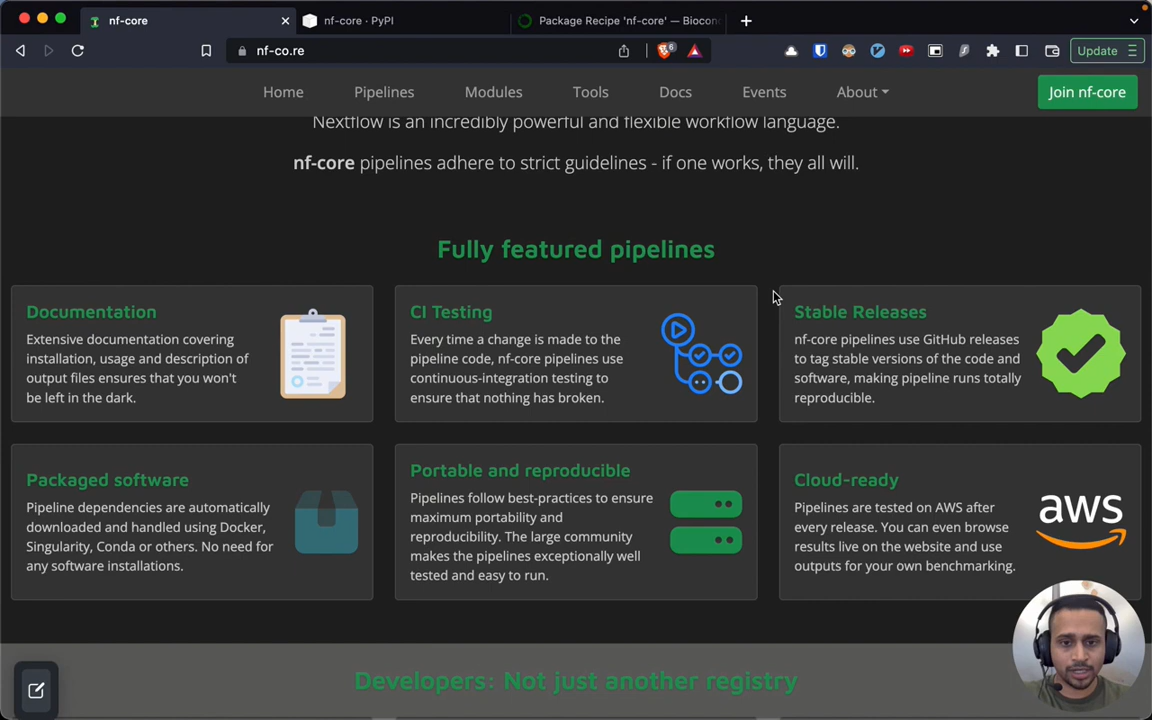 nf-core
nf-core · PyPI
Package Recipe 'nf-core' — Biocon
nf-co.re
6
Update
Home
Pipelines
Modules
Tools
Docs
Events
About
Join nf-core
Nextflow is an incredibly powerful and flexible workflow language.
nf-core pipelines adhere to strict guidelines - if one works, they all will.
Fully featured pipelines
Documentation
Extensive documentation covering
installation, usage and description of
output files ensures that you won't
be left in the dark.
CI Testing
Every time a change is made to the
pipeline code, nf-core pipelines use
continuous-integration testing to
ensure that nothing has broken.
Stable Releases
nf-core pipelines use GitHub releases
to tag stable versions of the code and
software, making pipeline runs totally
reproducible.
Packaged software
Pipeline dependencies are automatically
downloaded and handled using Docker,
Singularity, Conda or others. No need for
any software installations.
Portable and reproducible
Pipelines follow best-practices to ensure
maximum portability and
reproducibility. The large community
makes the pipelines exceptionally well
tested and easy to run.
Cloud-ready
Pipelines are tested on AWS after
every release. You can even browse
results live on the website and use
outputs for your own benchmarking.
aws
Developers: Not just another registry